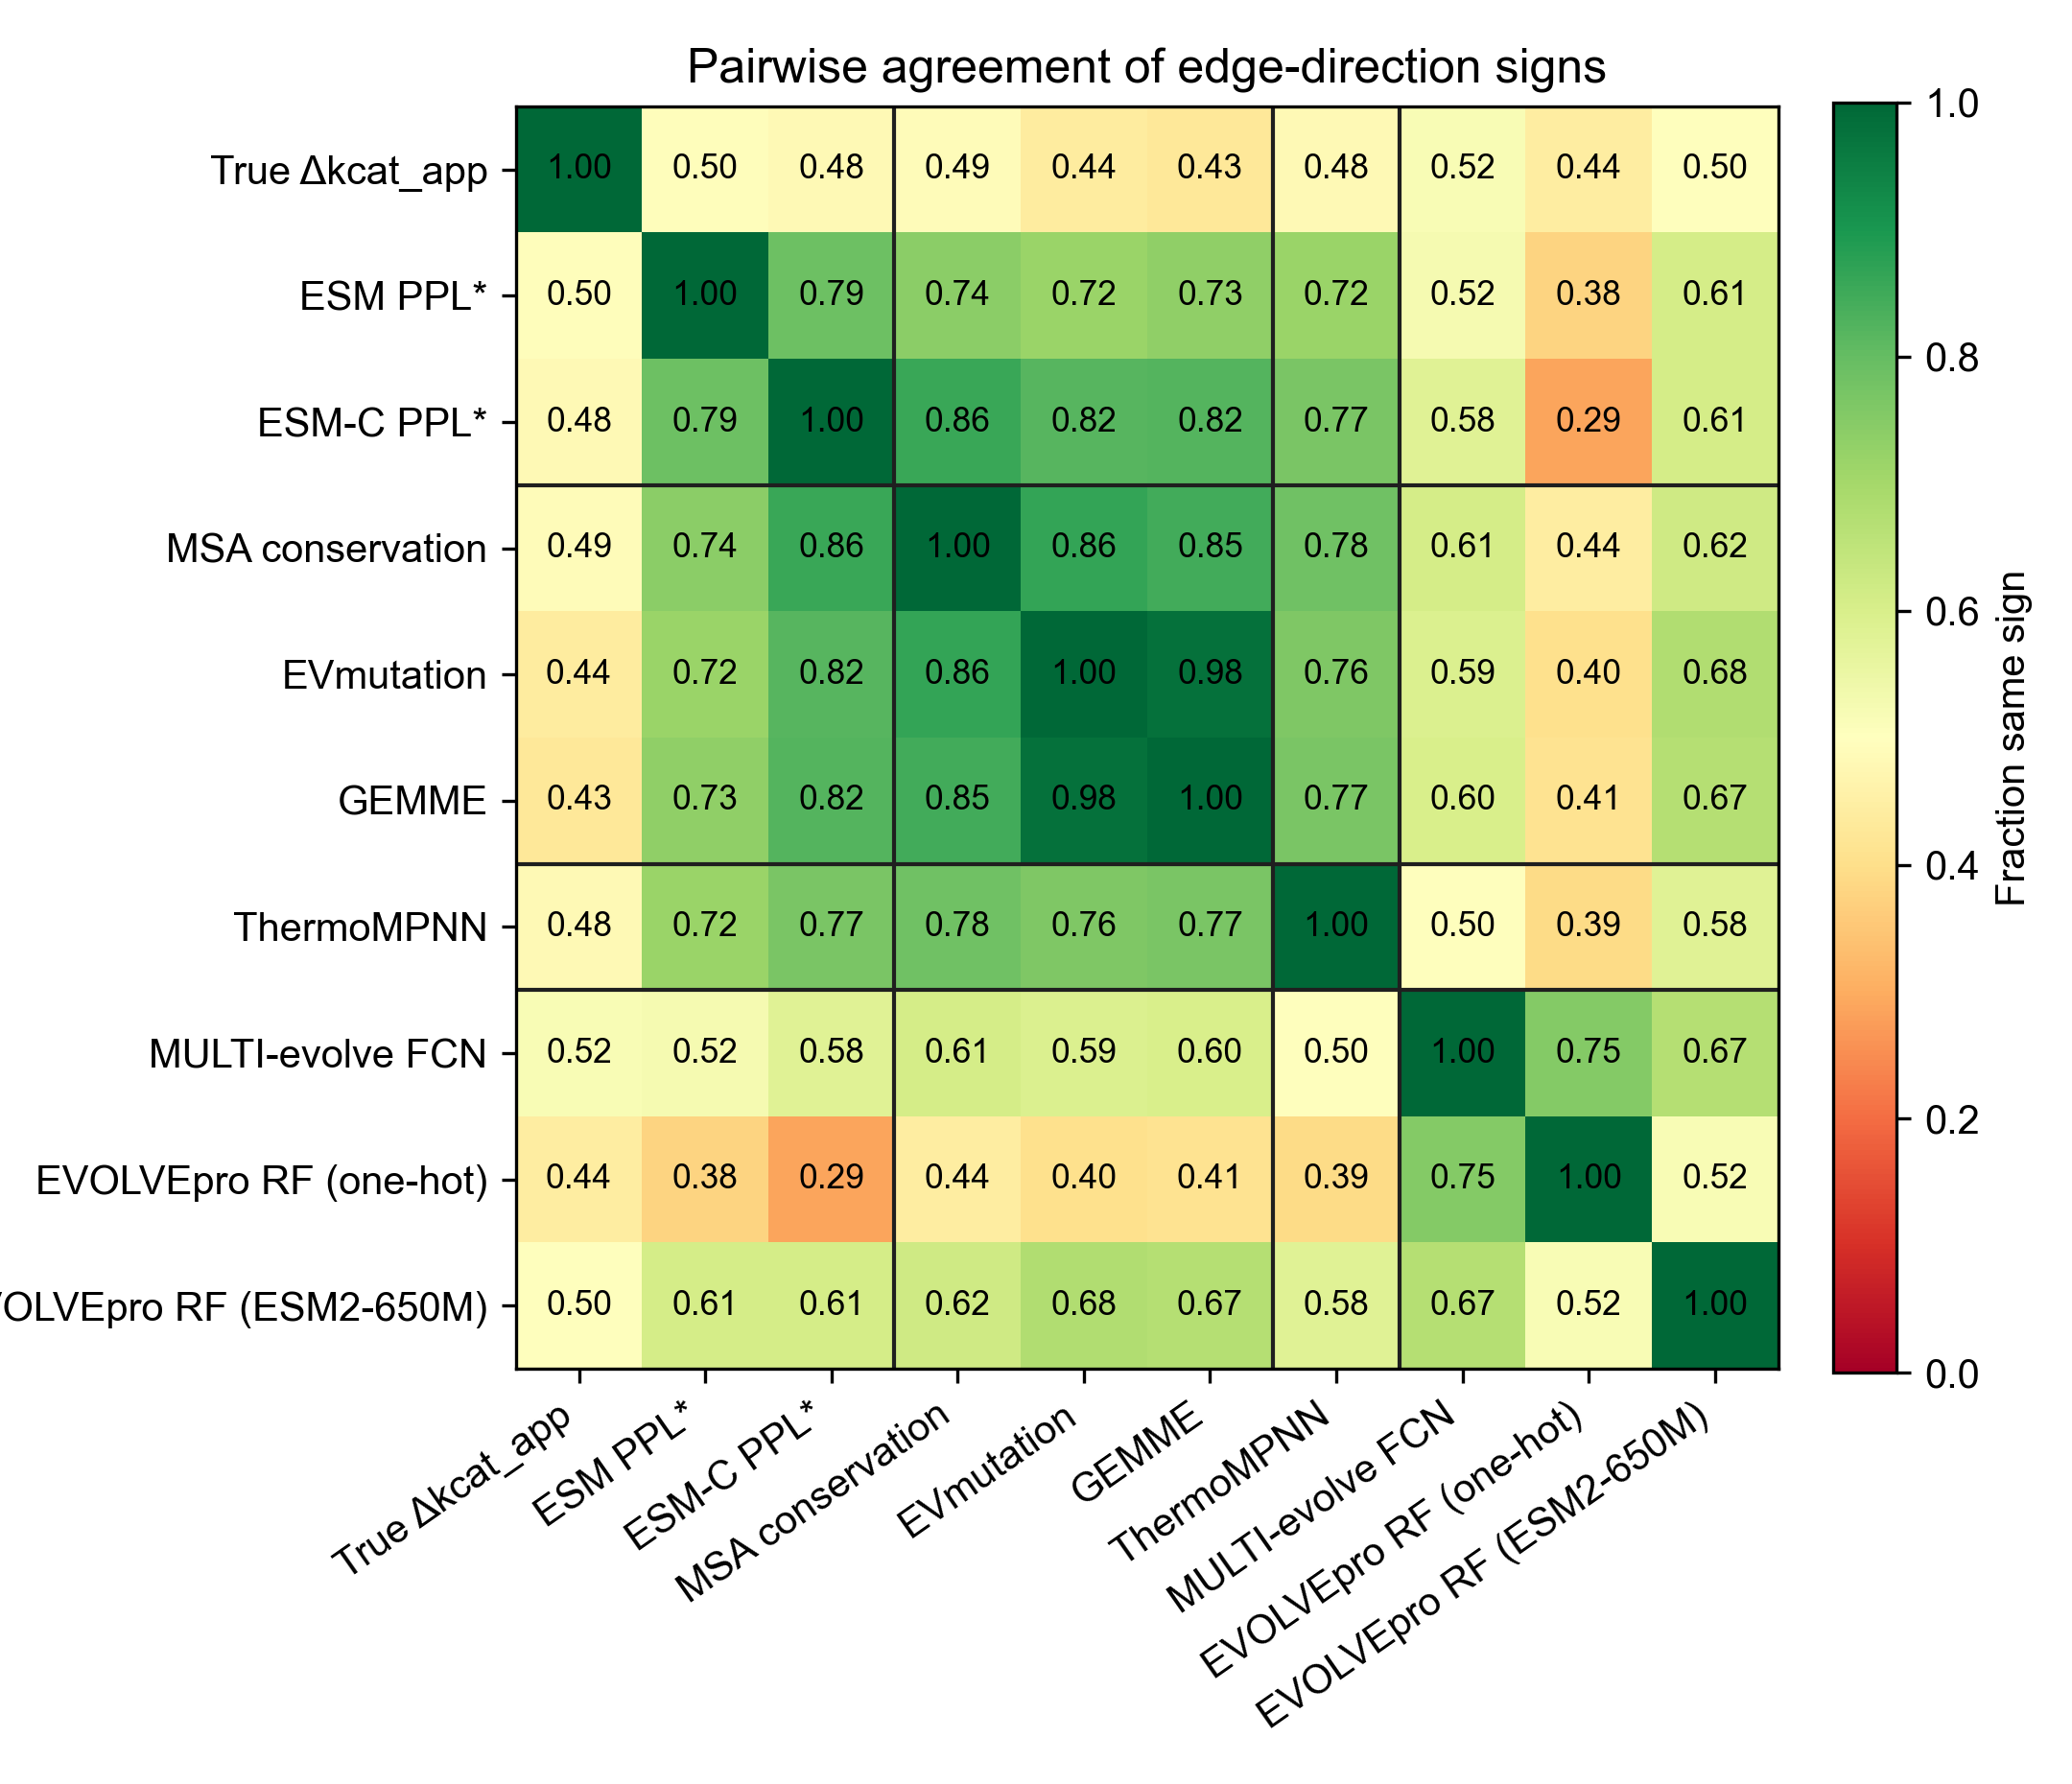 Pairwise agreement of edge-direction signs
True Δkcat_app 1.00 0.50 0.48 0.49 0.44 0.43 0.48 0.52 0.44 0.50
ESM PPL* 0.50 1.00 0.79 0.74 0.72 0.73 0.72 0.52 0.38 0.61
ESM-C PPL* 0.48 0.79 1.00 0.86 0.82 0.82 0.77 0.58 0.29 0.61
MSA conservation 0.49 0.74 0.86 1.00 0.86 0.85 0.78 0.61 0.44 0.62
EVmutation 0.44 0.72 0.82 0.86 1.00 0.98 0.76 0.59 0.40 0.68
GEMME 0.43 0.73 0.82 0.85 0.98 1.00 0.77 0.60 0.41 0.67
ThermoMPNN 0.48 0.72 0.77 0.78 0.76 0.77 1.00 0.50 0.39 0.58
MULTI-evolve FCN 0.52 0.52 0.58 0.61 0.59 0.60 0.50 1.00 0.75 0.67
EVOLVEpro RF (one-hot) 0.44 0.38 0.29 0.44 0.40 0.41 0.39 0.75 1.00 0.52
VOLVEpro RF (ESM2-650M) 0.50 0.61 0.61 0.62 0.68 0.67 0.58 0.67 0.52 1.00
True Δkcat_app
ESM PPL*
ESM-C PPL*
MSA conservation
EVmutation
GEMME
ThermoMPNN
MULTI-evolve FCN
EVOLVEpro RF (one-hot)
EVOLVEpro RF (ESM2-650M)
1.0
0.8
0.6
0.4
0.2
0.0
Fraction same sign